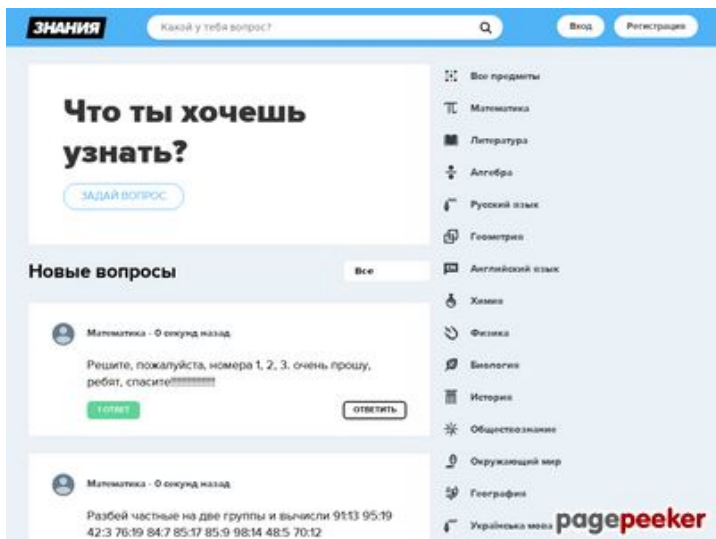 ЗНАНИЯ
Какой у тебя вопрос?
Вход
Регистрация
Что ты хочешь
узнать?
ЗАДАЙ ВОПРОС
Новые вопросы
Все
Математика - 0 секунд назад
Решите, пожалуйста, номера 1, 2, 3. очень прошу,
ребят, спасите!!!!!!!!!!!!!!!!
1 ОТВЕТ
ОТВЕТИТЬ
Математика - 0 секунд назад
Разбей частные на две группы и вычисли 91:13 95:19
42:3 76:19 84:7 85:17 85:9 98:14 48:5 70:12
Все предметы
Математика
Литература
Алгебра
Русский язык
Геометрия
Английский язык
Химия
Физика
Биология
История
Обществознание
Окружающий мир
География
Українська мова
pagepeeker